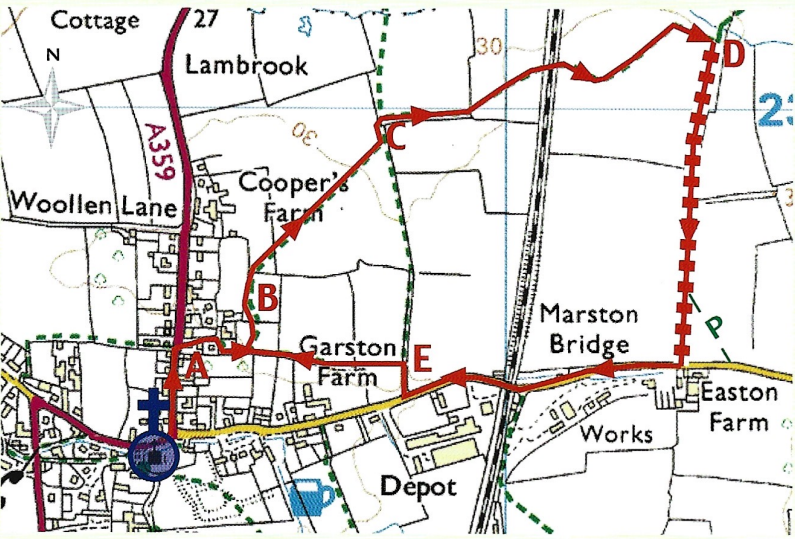 Cottage
27
N
Lambrook
30
D
23
A359
C
30
Cooper's
Farm
Woollen Lane
B
Marston
Bridge
P
A
Garston
Farm
E
Easton
Farm
Works
Depot